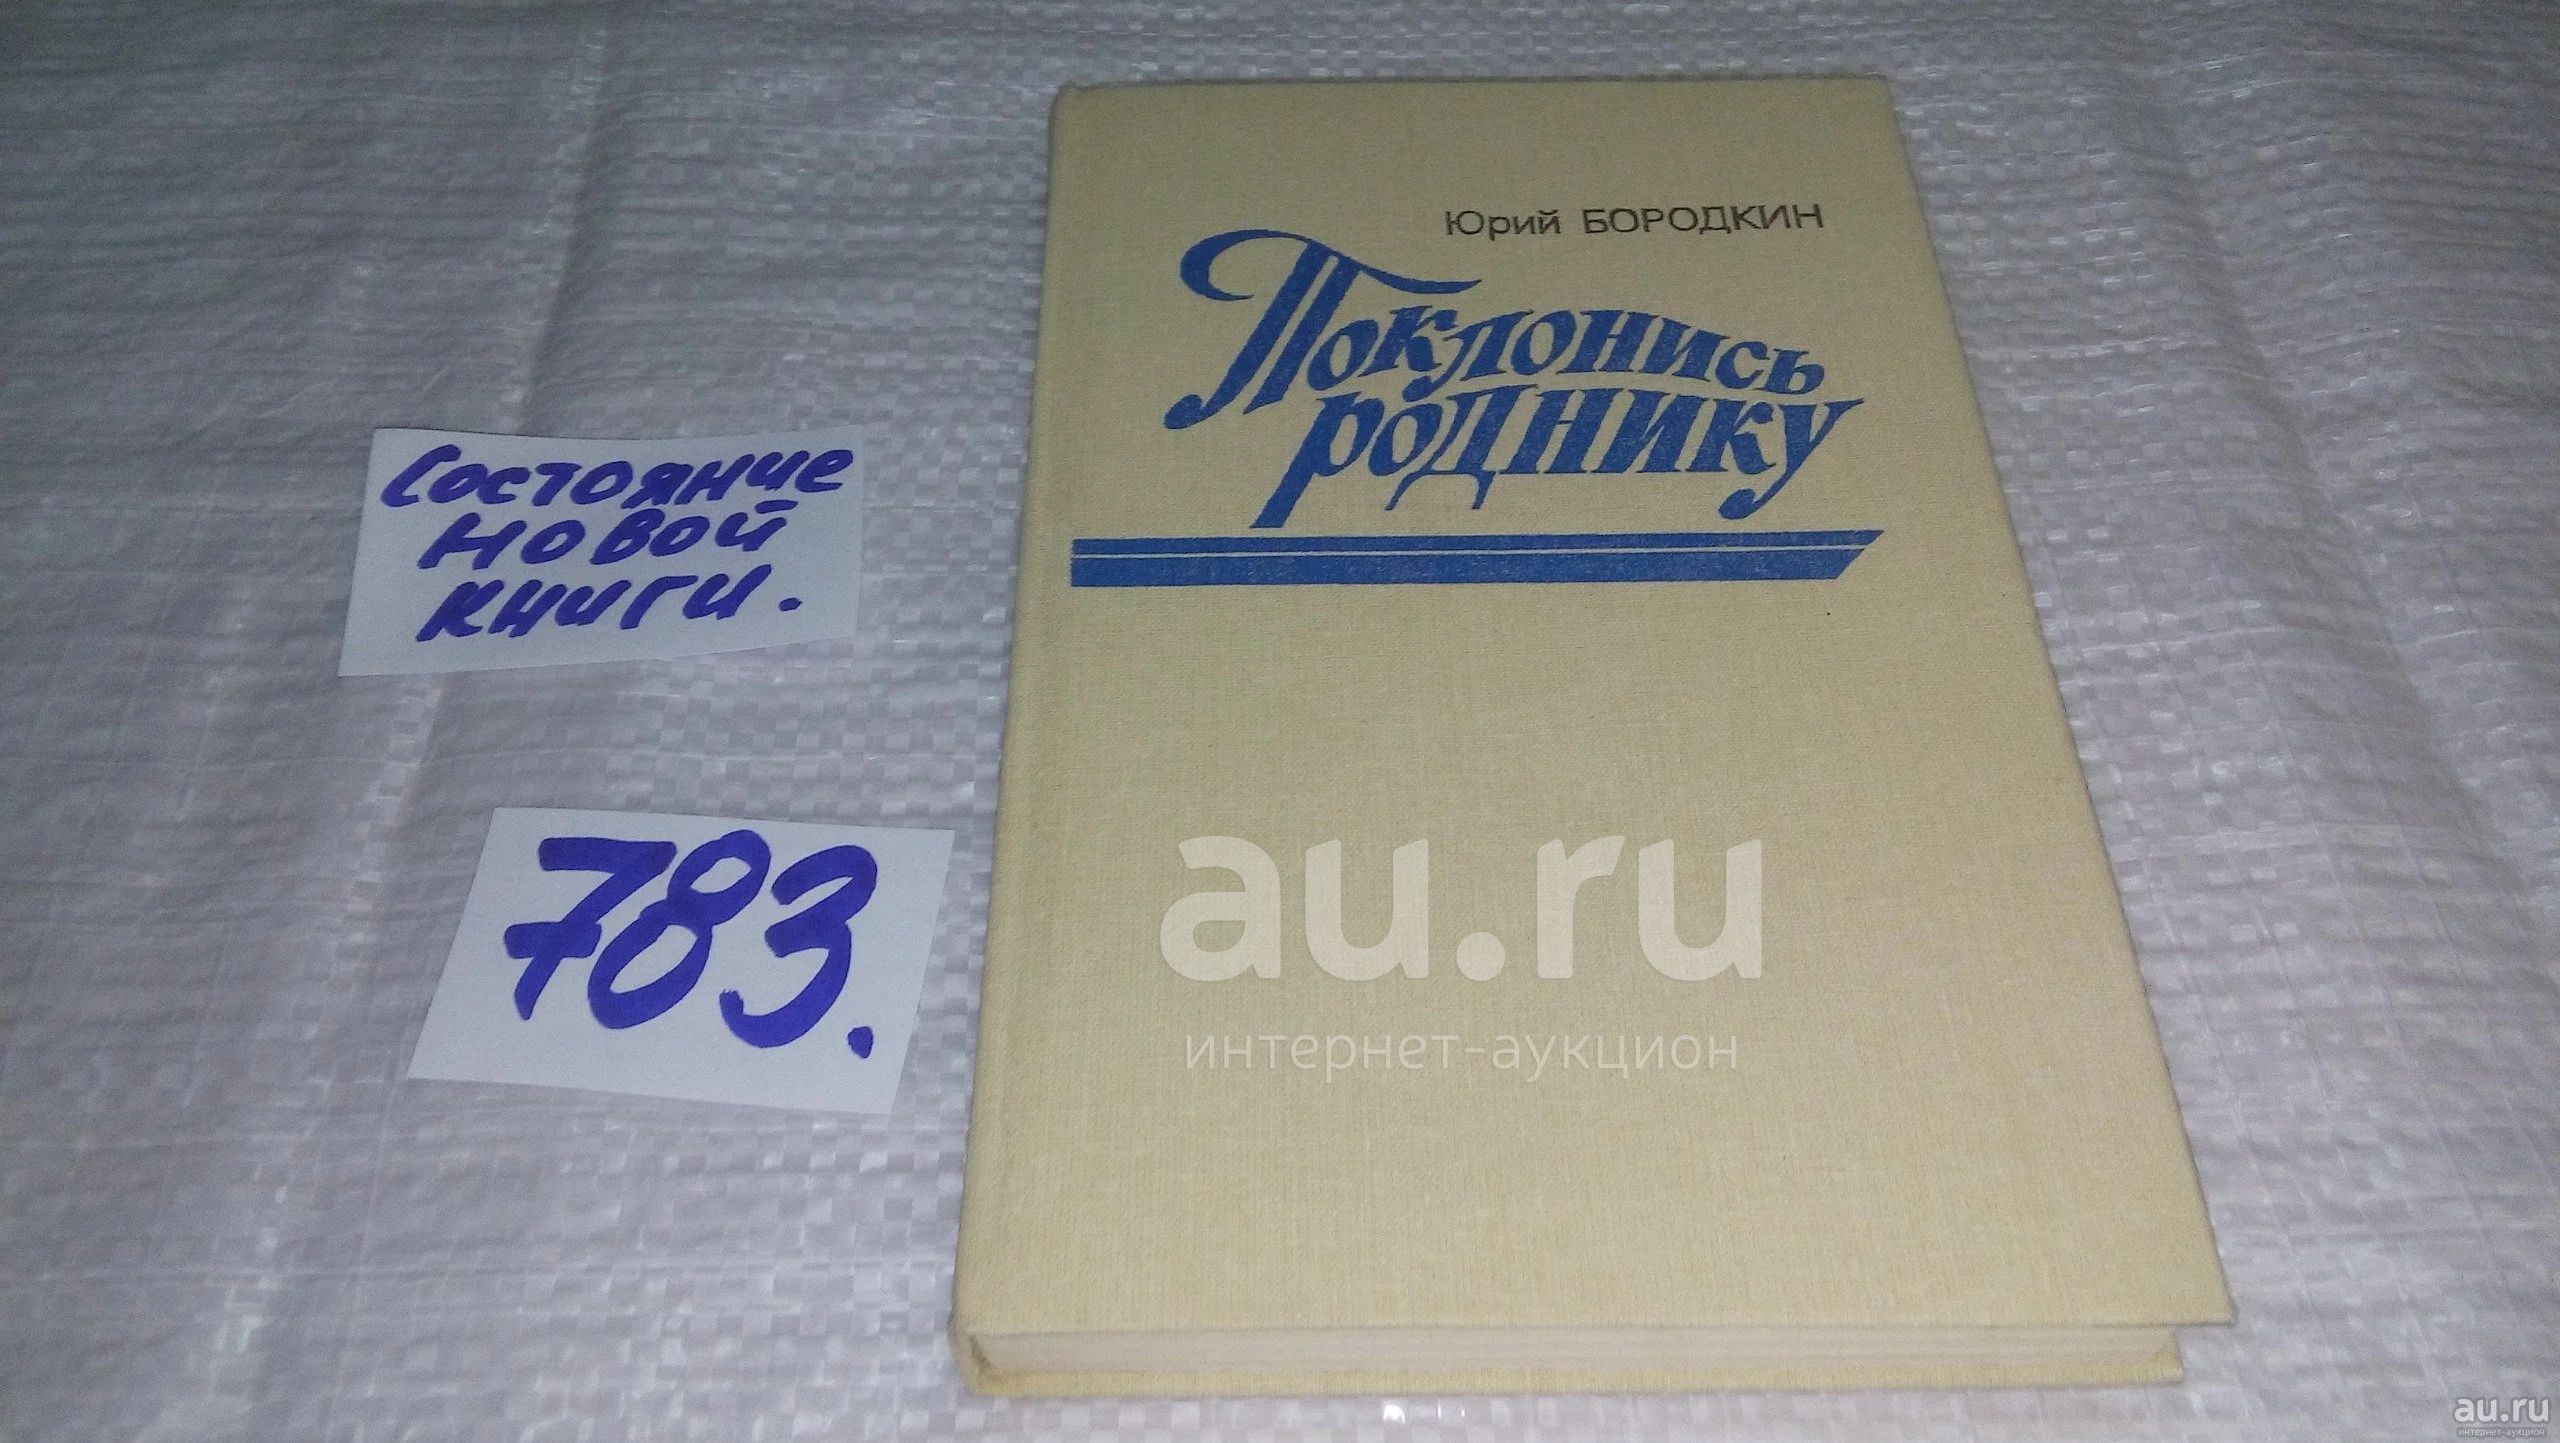 Юрий БОРОДКИН
Поклонись
роднику
Состояние
новой
книги.
783.
au.ru
интернет-аукцион
au.ru
интернет-аукцион